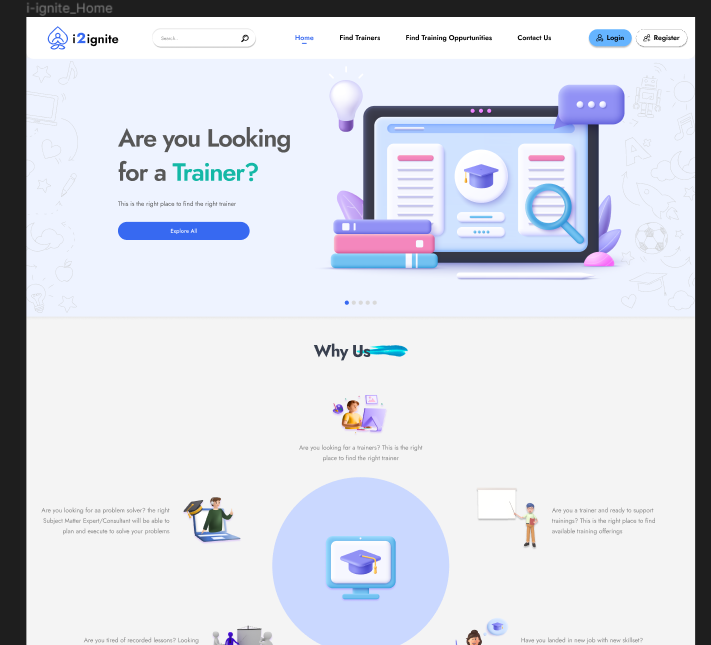 i-ignite_Home
i2ignite
Search..
Home
Find Trainers
Find Training Oppurtunities
Contact Us
Login
Register
Are you Looking
for a Trainer?
This is the right place to find the right trainer
Explore All
Why Us
Are you looking for a trainers? This is the right
place to find the right trainer
Are you looking for as problem solver? the right
Subject Matter Expert/Consultant will be able to
plan and execute to solve your problems
Are you a trainer and ready to support
trainings? This is the right place to find
available training offerings
Are you tired of recorded lessons? Looking
Have you landed in new job with new skillset?